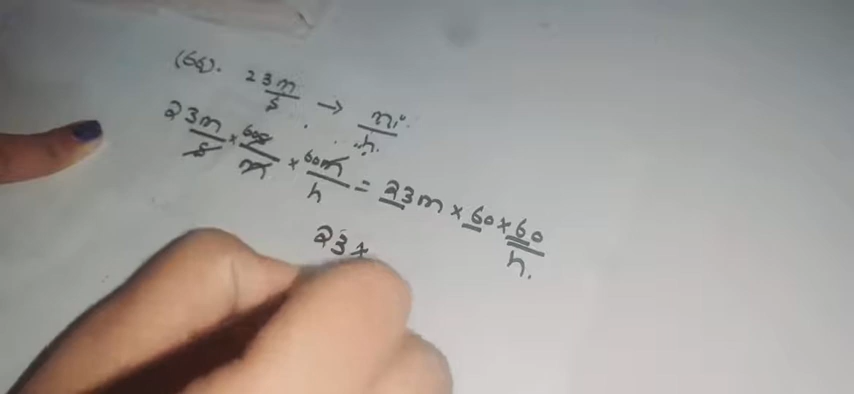 (66). 23m/s → mi/h.
23m/s × 60s/m × 60m/h = 23m × 60 × 60/h.
23×